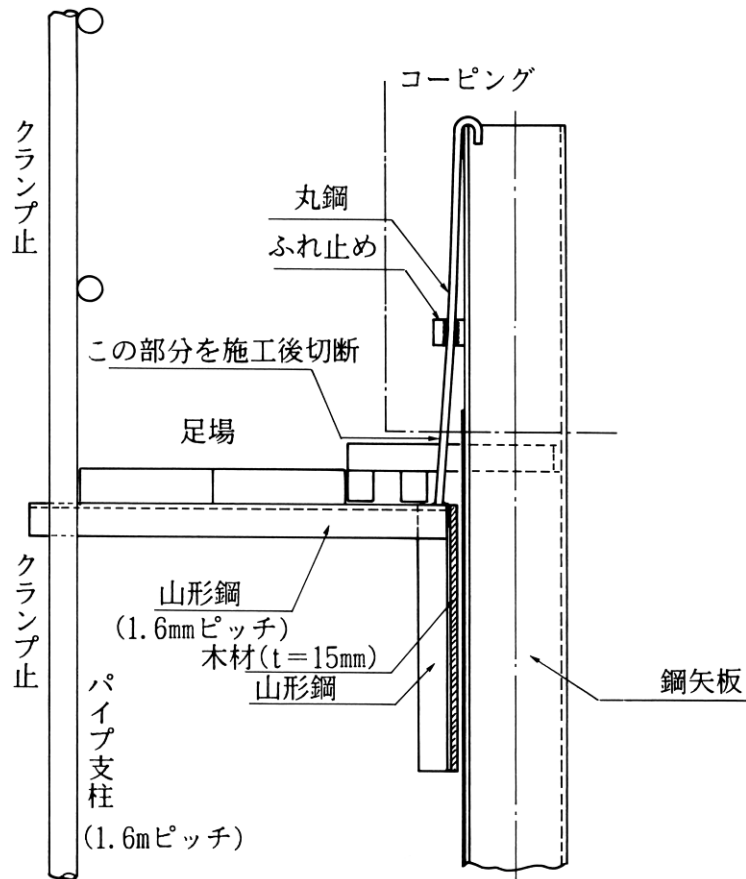 コーピング
クランプ止
丸鋼
ふれ止め
この部分を施工後切断
足場
クランプ止
山形鋼
(1.6mmピッチ)
木材(t=15mm)
山形鋼
鋼矢板
パイプ支柱
(1.6mピッチ)